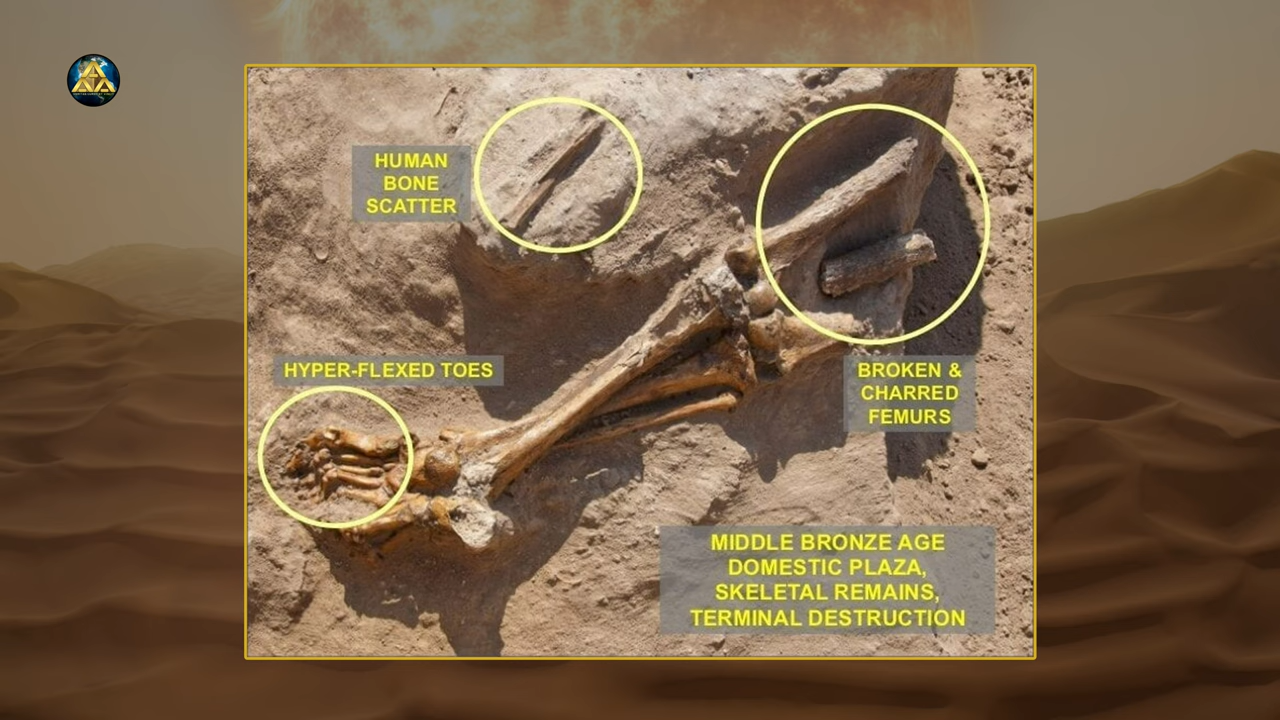 HUMAN
BONE
SCATTER
HYPER-FLEXED TOES
BROKEN &
CHARRED
FEMURS
MIDDLE BRONZE AGE
DOMESTIC PLAZA,
SKELETAL REMAINS,
TERMINAL DESTRUCTION